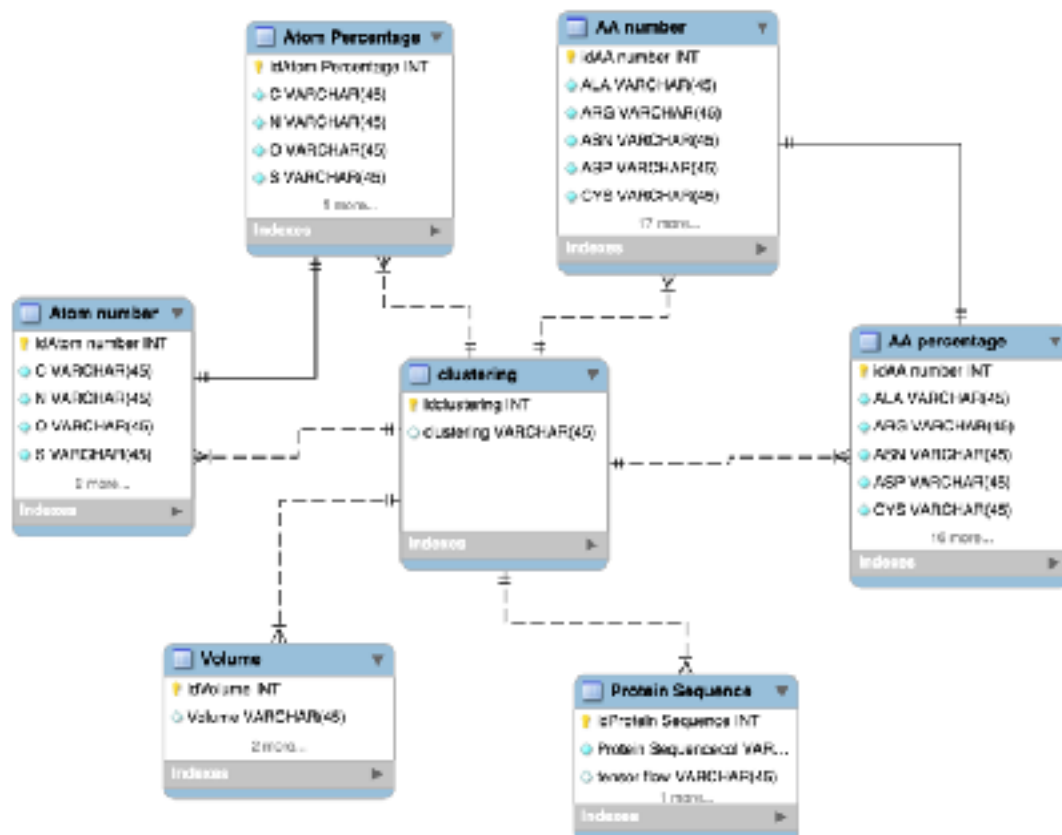 Atom Percentage
idAtom Percentage INT
C VARCHAR(45)
N VARCHAR(45)
O VARCHAR(45)
S VARCHAR(45)
more...
Indexes
AA number
idAA number INT
ALA VARCHAR(45)
ARG VARCHAR(45)
ASN VARCHAR(45)
ASP VARCHAR(45)
CYS VARCHAR(45)
17 more...
Indexes
Atom number
idAtom number INT
C VARCHAR(45)
N VARCHAR(45)
O VARCHAR(45)
S VARCHAR(45)
more...
Indexes
clustering
idclustering INT
clustering VARCHAR(45)
Indexes
AA percentage
idAA number INT
ALA VARCHAR(45)
ARG VARCHAR(45)
ASN VARCHAR(45)
ASP VARCHAR(45)
CYS VARCHAR(45)
16 more...
Indexes
Volume
idVolume INT
Volume VARCHAR(45)
2 more...
Indexes
Protein Sequence
idProtein Sequence INT
Protein Sequencecol VAR...
tensor flow VARCHAR(45)
1 more...
Indexes